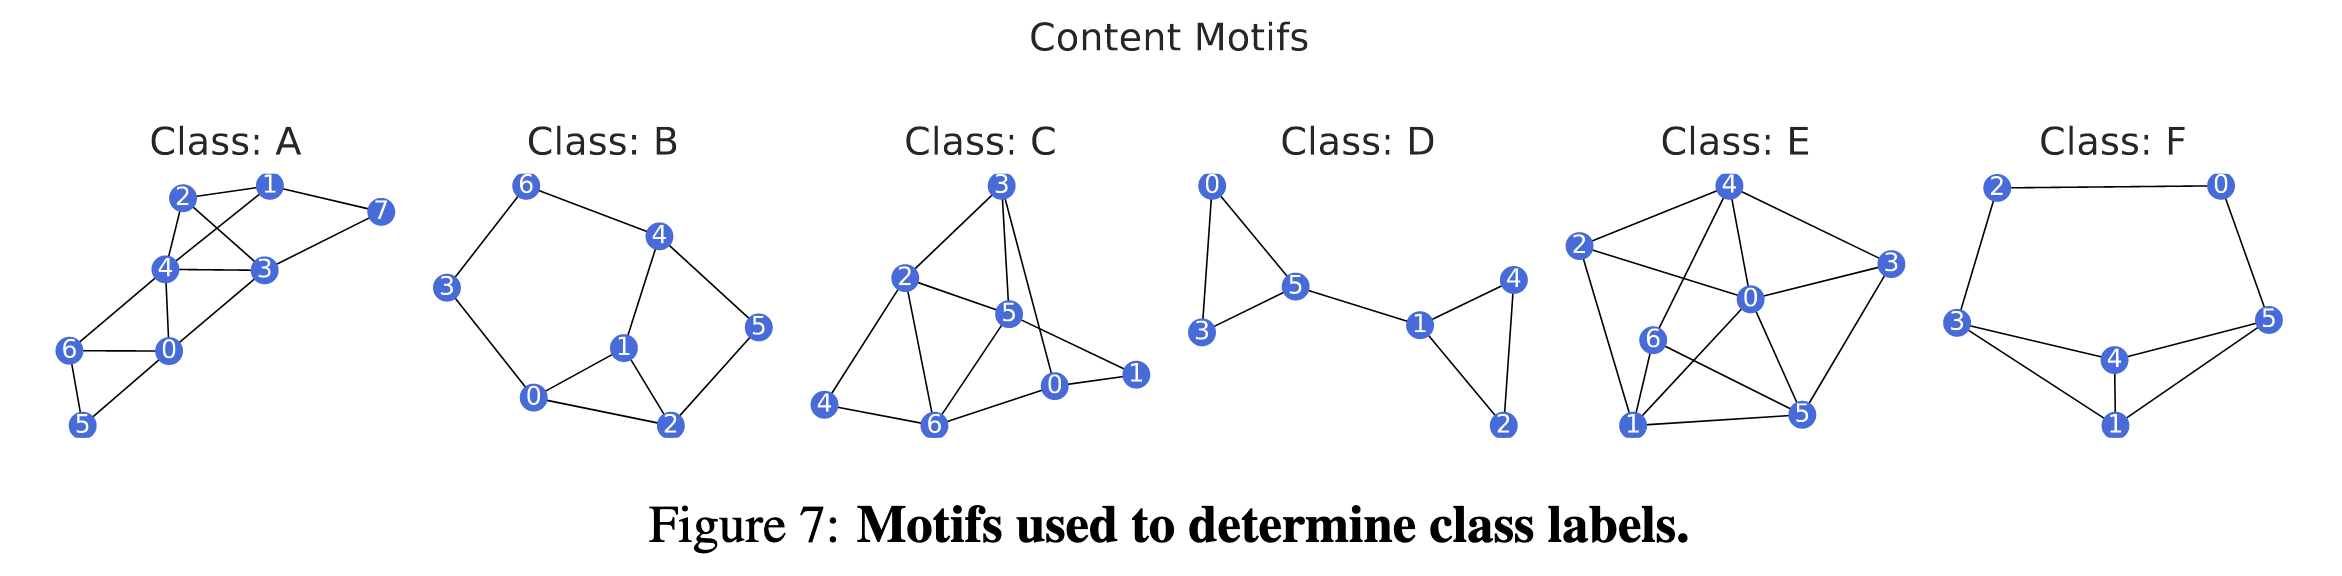 Content Motifs
Class: A Class: B Class: C Class: D Class: E Class: F
2 1 7 4 3 6 0 5
6 4 3 5 1 0 2
3 2 5 0 1 4 6
0 5 4 1 3 2
4 2 3 0 6 5 1
2 0 3 5 4 1
Figure 7: Motifs used to determine class labels.